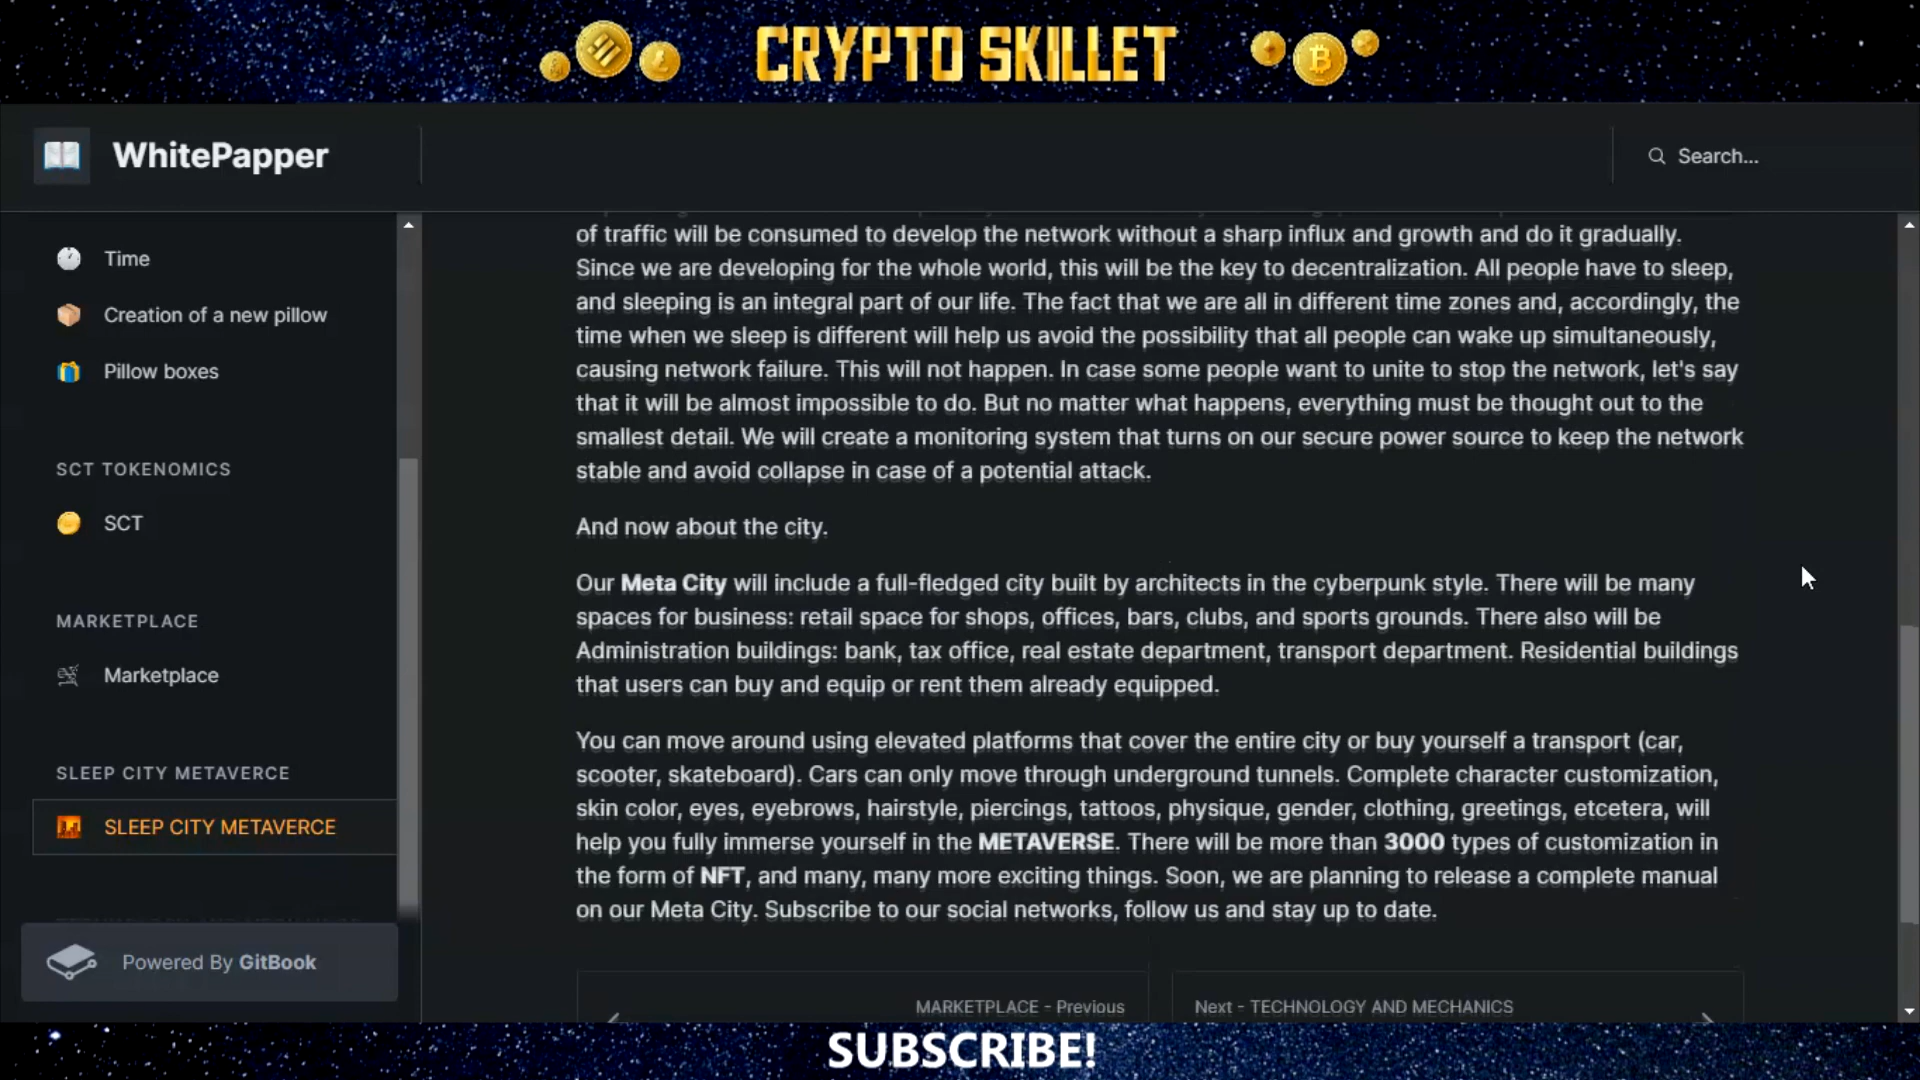 CRYPTO SKILLET
WhitePapper
Search...
Time
Creation of a new pillow
Pillow boxes
SCT TOKENOMICS
SCT
MARKETPLACE
Marketplace
SLEEP CITY METAVERCE
SLEEP CITY METAVERCE
Powered By GitBook
of traffic will be consumed to develop the network without a sharp influx and growth and do it gradually.
Since we are developing for the whole world, this will be the key to decentralization. All people have to sleep,
and sleeping is an integral part of our life. The fact that we are all in different time zones and, accordingly, the
time when we sleep is different will help us avoid the possibility that all people can wake up simultaneously,
causing network failure. This will not happen. In case some people want to unite to stop the network, let's say
that it will be almost impossible to do. But no matter what happens, everything must be thought out to the
smallest detail. We will create a monitoring system that turns on our secure power source to keep the network
stable and avoid collapse in case of a potential attack.
And now about the city.
Our Meta City will include a full-fledged city built by architects in the cyberpunk style. There will be many
spaces for business: retail space for shops, offices, bars, clubs, and sports grounds. There also will be
Administration buildings: bank, tax office, real estate department, transport department. Residential buildings
that users can buy and equip or rent them already equipped.
You can move around using elevated platforms that cover the entire city or buy yourself a transport (car,
scooter, skateboard). Cars can only move through underground tunnels. Complete character customization,
skin color, eyes, eyebrows, hairstyle, piercings, tattoos, physique, gender, clothing, greetings, etcetera, will
help you fully immerse yourself in the METAVERSE. There will be more than 3000 types of customization in
the form of NFT, and many, many more exciting things. Soon, we are planning to release a complete manual
on our Meta City. Subscribe to our social networks, follow us and stay up to date.
MARKETPLACE - Previous
Next - TECHNOLOGY AND MECHANICS
SUBSCRIBE!